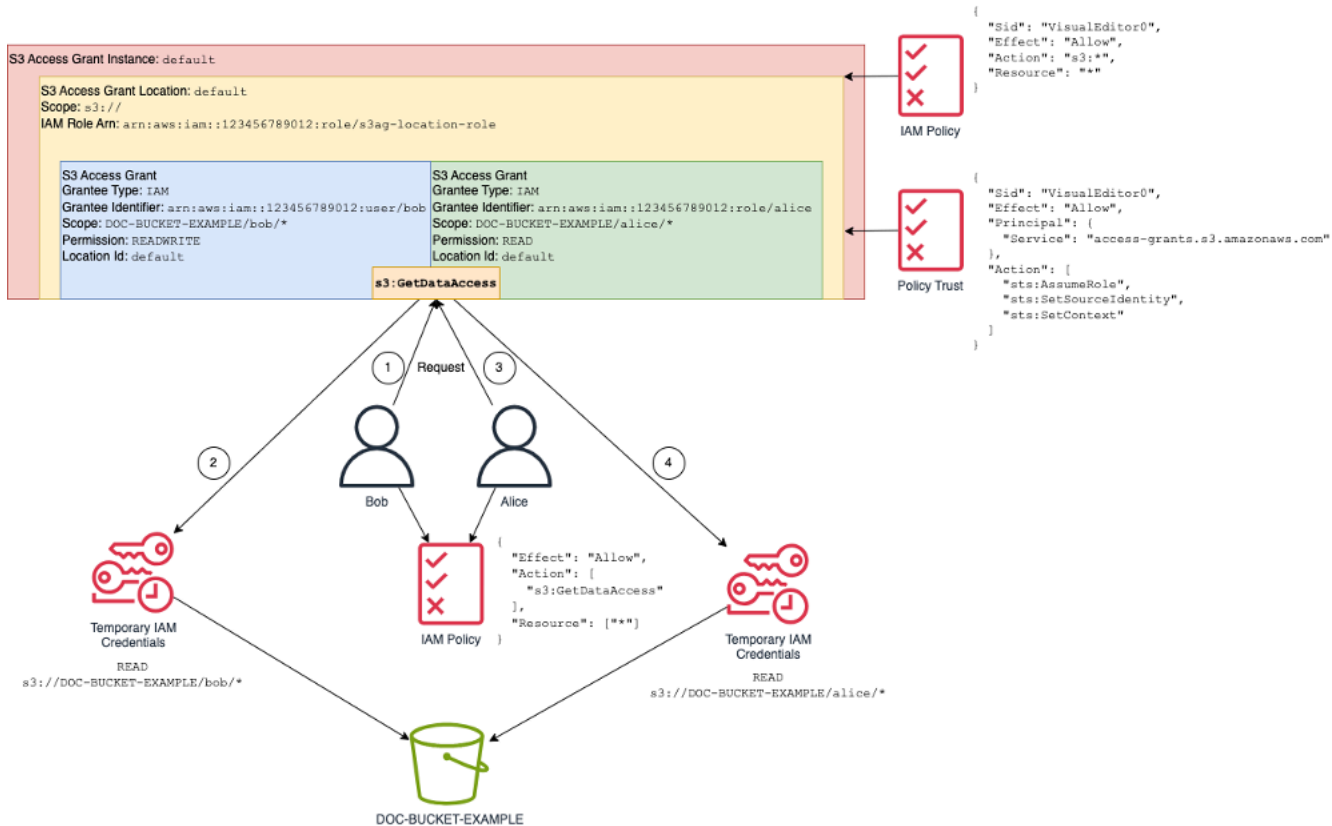 S3 Access Grant Instance: default
S3 Access Grant Location: default
Scope: s3://
IAM Role Arn: arn:aws:iam::123456789012:role/s3ag-location-role
S3 Access Grant
Grantee Type: IAM
Grantee Identifier: arn:aws:iam::123456789012:user/bob
Scope: DOC-BUCKET-EXAMPLE/bob/*
Permission: READWRITE
Location Id: default
S3 Access Grant
Grantee Type: IAM
Grantee Identifier: arn:aws:iam::123456789012:role/alice
Scope: DOC-BUCKET-EXAMPLE/alice/*
Permission: READ
Location Id: default
s3:GetDataAccess
{
"Sid": "VisualEditor0",
"Effect": "Allow",
"Action": "s3:*",
"Resource": "*"
}
IAM Policy
{
"Sid": "VisualEditor0",
"Effect": "Allow",
"Principal": {
"Service": "access-grants.s3.amazonaws.com"
},
"Action": [
"sts:AssumeRole",
"sts:SetSourceIdentity",
"sts:SetContext"
]
}
Policy Trust
1
Request
3
2
4
Bob
Alice
{
"Effect": "Allow",
"Action": [
"s3:GetDataAccess"
],
"Resource": ["*"]
}
IAM Policy
Temporary IAM
Credentials
READ
s3://DOC-BUCKET-EXAMPLE/bob/*
Temporary IAM
Credentials
READ
s3://DOC-BUCKET-EXAMPLE/alice/*
DOC-BUCKET-EXAMPLE